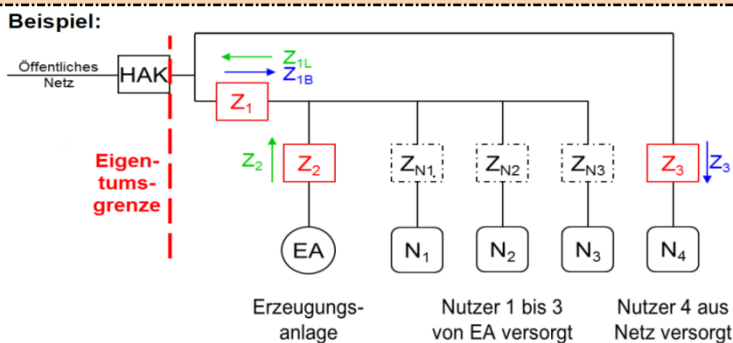 Beispiel:
Öffentliches
Netz
HAK
Z1L
Z1B
Z1
Eigen-
tums-
grenze
Z2
Z2
ZN1
ZN2
ZN3
Z3
Z3
EA
N1
N2
N3
N4
Erzeugungs-
anlage
Nutzer 1 bis 3
von EA versorgt
Nutzer 4 aus
Netz versorgt